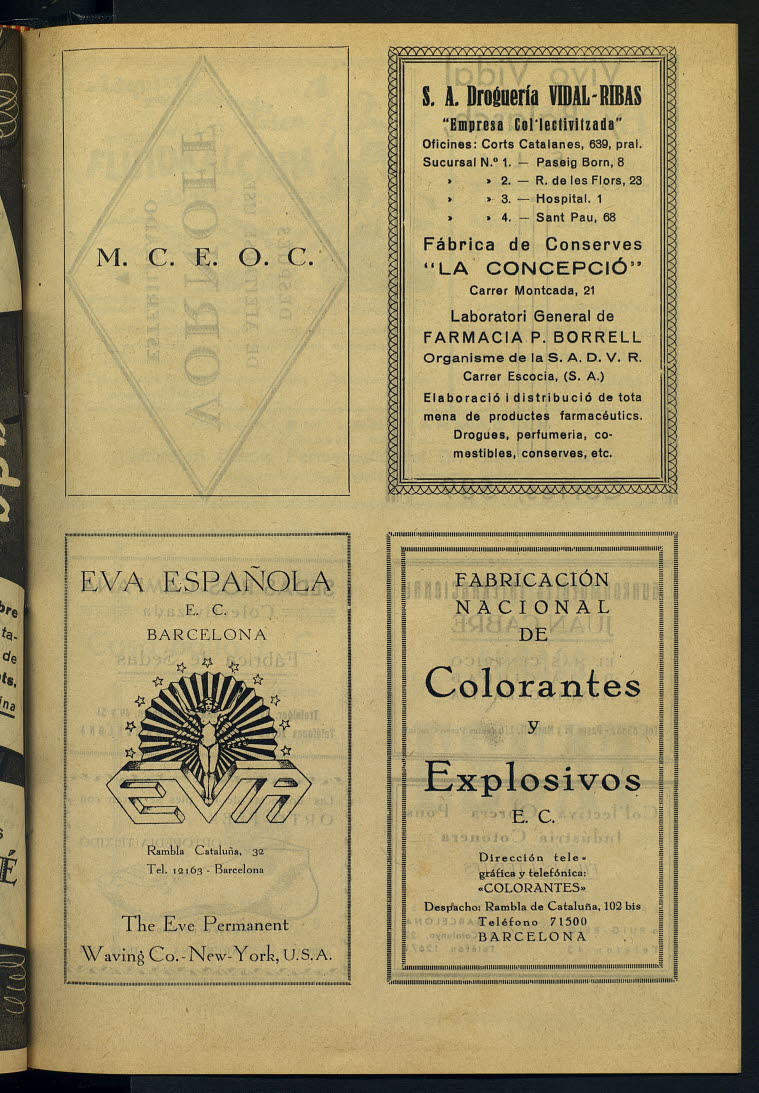 M. C. E. O. C.
S. A. Droguería VIDAL-RIBAS
"Empresa Col·lectivitzada"
Oficines: Corts Catalanes, 639, pral.
Sucursal N.º 1. — Paseig Born, 8
» » 2. — R. de les Flors, 23
» » 3. — Hospital. 1
» » 4. — Sant Pau, 68
Fábrica de Conserves
"LA CONCEPCIÓ"
Carrer Montcada, 21
Laboratori General de
FARMACIA P. BORRELL
Organisme de la S. A. D. V. R.
Carrer Escocia, (S. A.)
Elaboració i distribució de tota
mena de productes farmacéutics.
Drogues, perfumeria, co-
mestibles, conserves, etc.
EVA ESPAÑOLA
E. C.
BARCELONA
EVA
Rambla Cataluña, 32
Tel. 12163 - Barcelona
The Eve Permanent
Waving Co.-New-York, U.S.A.
FABRICACIÓN
NACIONAL
DE
Colorantes
y
Explosivos
E. C.
Dirección tele-
gráfica y telefónica:
«COLORANTES»
Despacho: Rambla de Cataluña, 102 bis
Teléfono 71500
BARCELONA